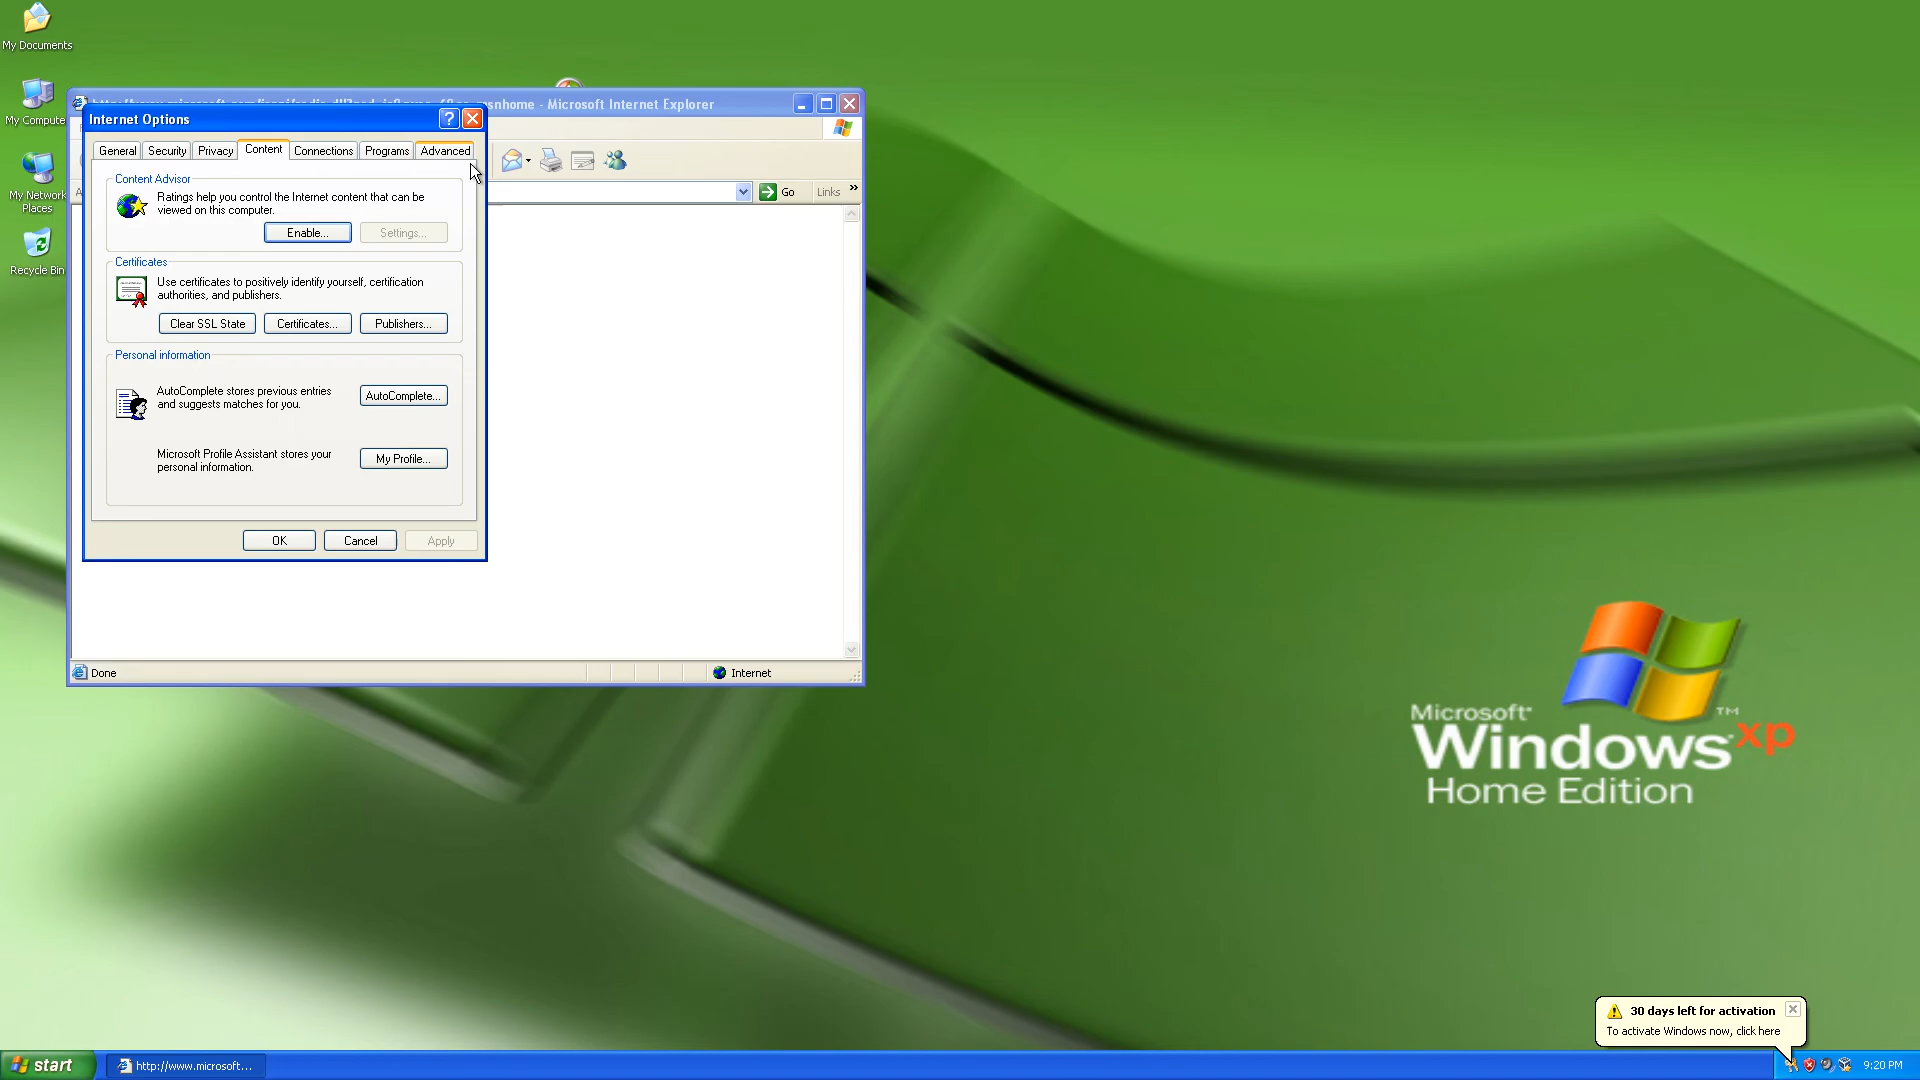 My Documents
My Compute
My Network
Places
Recycle Bin
snhome - Microsoft Internet Explorer
Internet Options
General
Security
Privacy
Content
Connections
Programs
Advanced
Go
Links
Content Advisor
Ratings help you control the Internet content that can be
viewed on this computer.
Enable...
Settings...
Certificates
Use certificates to positively identify yourself, certification
authorities, and publishers.
Clear SSL State
Certificates...
Publishers...
Personal information
AutoComplete stores previous entries
and suggests matches for you.
AutoComplete...
Microsoft Profile Assistant stores your
personal information.
My Profile...
OK
Cancel
Apply
Done
Internet
Microsoft®
Windows xp
TM
Home Edition
30 days left for activation
To activate Windows now, click here
start
http://www.microsoft...
9:20 PM